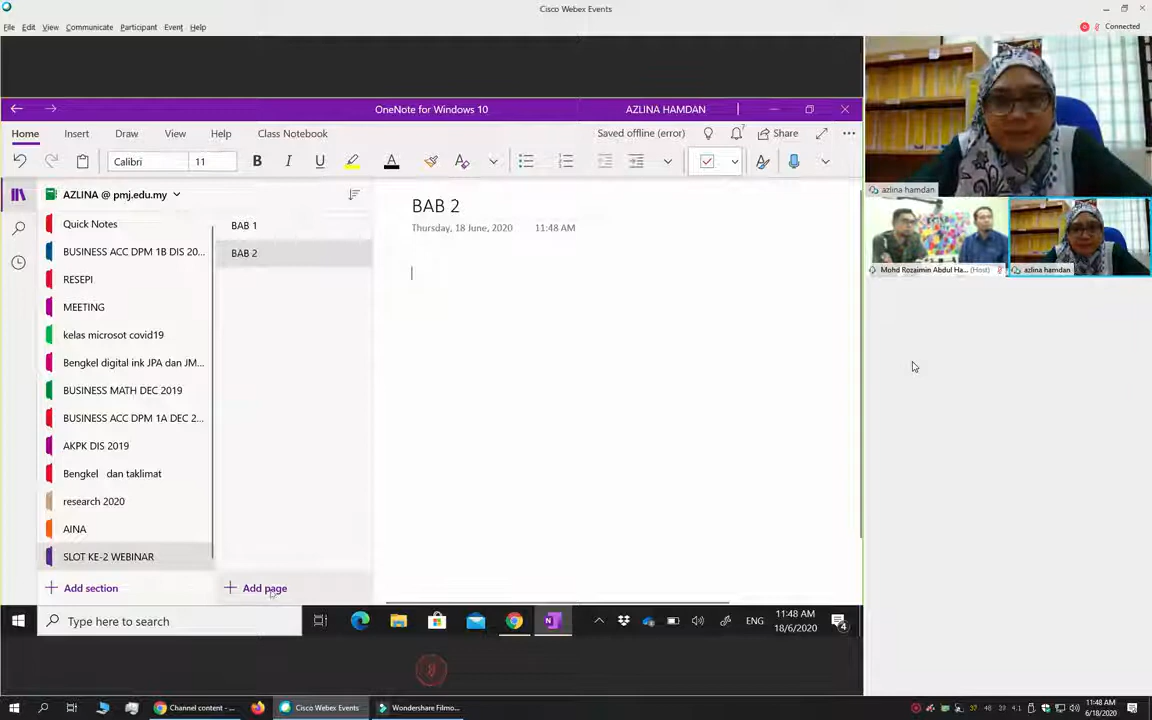 Cisco Webex Events
File Edit View Communicate Participant Event Help
Connected
OneNote for Windows 10
AZLINA HAMDAN
Home Insert Draw View Help Class Notebook
Saved offline (error)
Share
Calibri 11 B I U A
AZLINA @ pmj.edu.my
Quick Notes
BUSINESS ACC DPM 1B DIS 20...
RESEPI
MEETING
kelas microsot covid19
Bengkel digital ink JPA dan JM...
BUSINESS MATH DEC 2019
BUSINESS ACC DPM 1A DEC 2...
AKPK DIS 2019
Bengkel dan taklimat
research 2020
AINA
SLOT KE-2 WEBINAR
Add section
BAB 1
BAB 2
Add page
BAB 2
Thursday, 18 June, 2020 11:48 AM
azlina hamdan
Mohd Rozaimin Abdul Ha... (Host)
azlina hamdan
Type here to search
ENG
11:48 AM
18/6/2020
4
Channel content - ...
Cisco Webex Events
Wondershare Filmo...
11:48 AM
6/18/2020